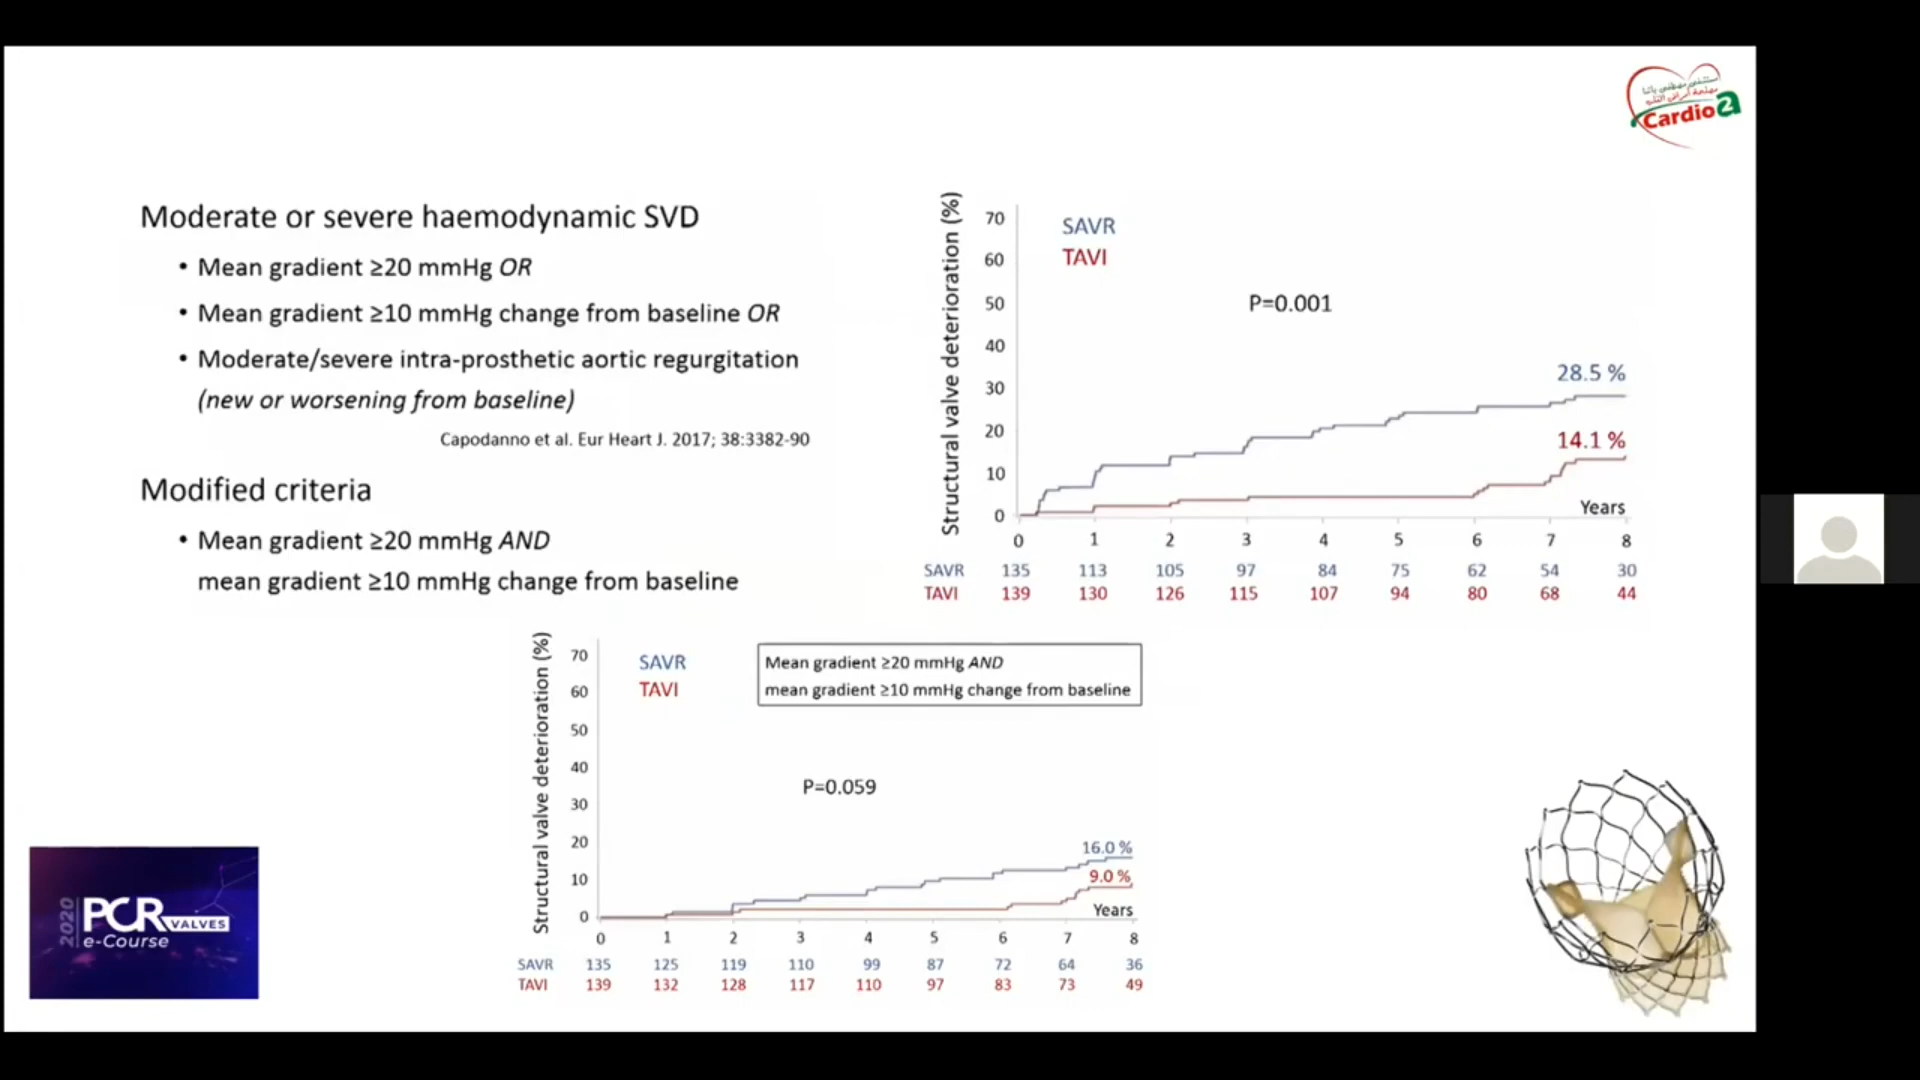 مستشفى مصطفى باشا
Cardio a2
Moderate or severe haemodynamic SVD
• Mean gradient ≥20 mmHg OR
• Mean gradient ≥10 mmHg change from baseline OR
• Moderate/severe intra-prosthetic aortic regurgitation
(new or worsening from baseline)
Capodanno et al. Eur Heart J. 2017; 38:3382-90
Modified criteria
• Mean gradient ≥20 mmHg AND
mean gradient ≥10 mmHg change from baseline
Structural valve deterioration (%)
70
60
50
40
30
20
10
0
SAVR
TAVI
P=0.001
28.5 %
14.1 %
Years
0 1 2 3 4 5 6 7 8
SAVR 135 113 105 97 84 75 62 54 30
TAVI 139 130 126 115 107 94 80 68 44
Structural valve deterioration (%)
70
60
50
40
30
20
10
0
SAVR
TAVI
Mean gradient ≥20 mmHg AND
mean gradient ≥10 mmHg change from baseline
P=0.059
16.0 %
9.0 %
Years
0 1 2 3 4 5 6 7 8
SAVR 135 125 119 110 99 87 72 64 36
TAVI 139 132 128 117 110 97 83 73 49
2020
PCR VALVES
e-Course